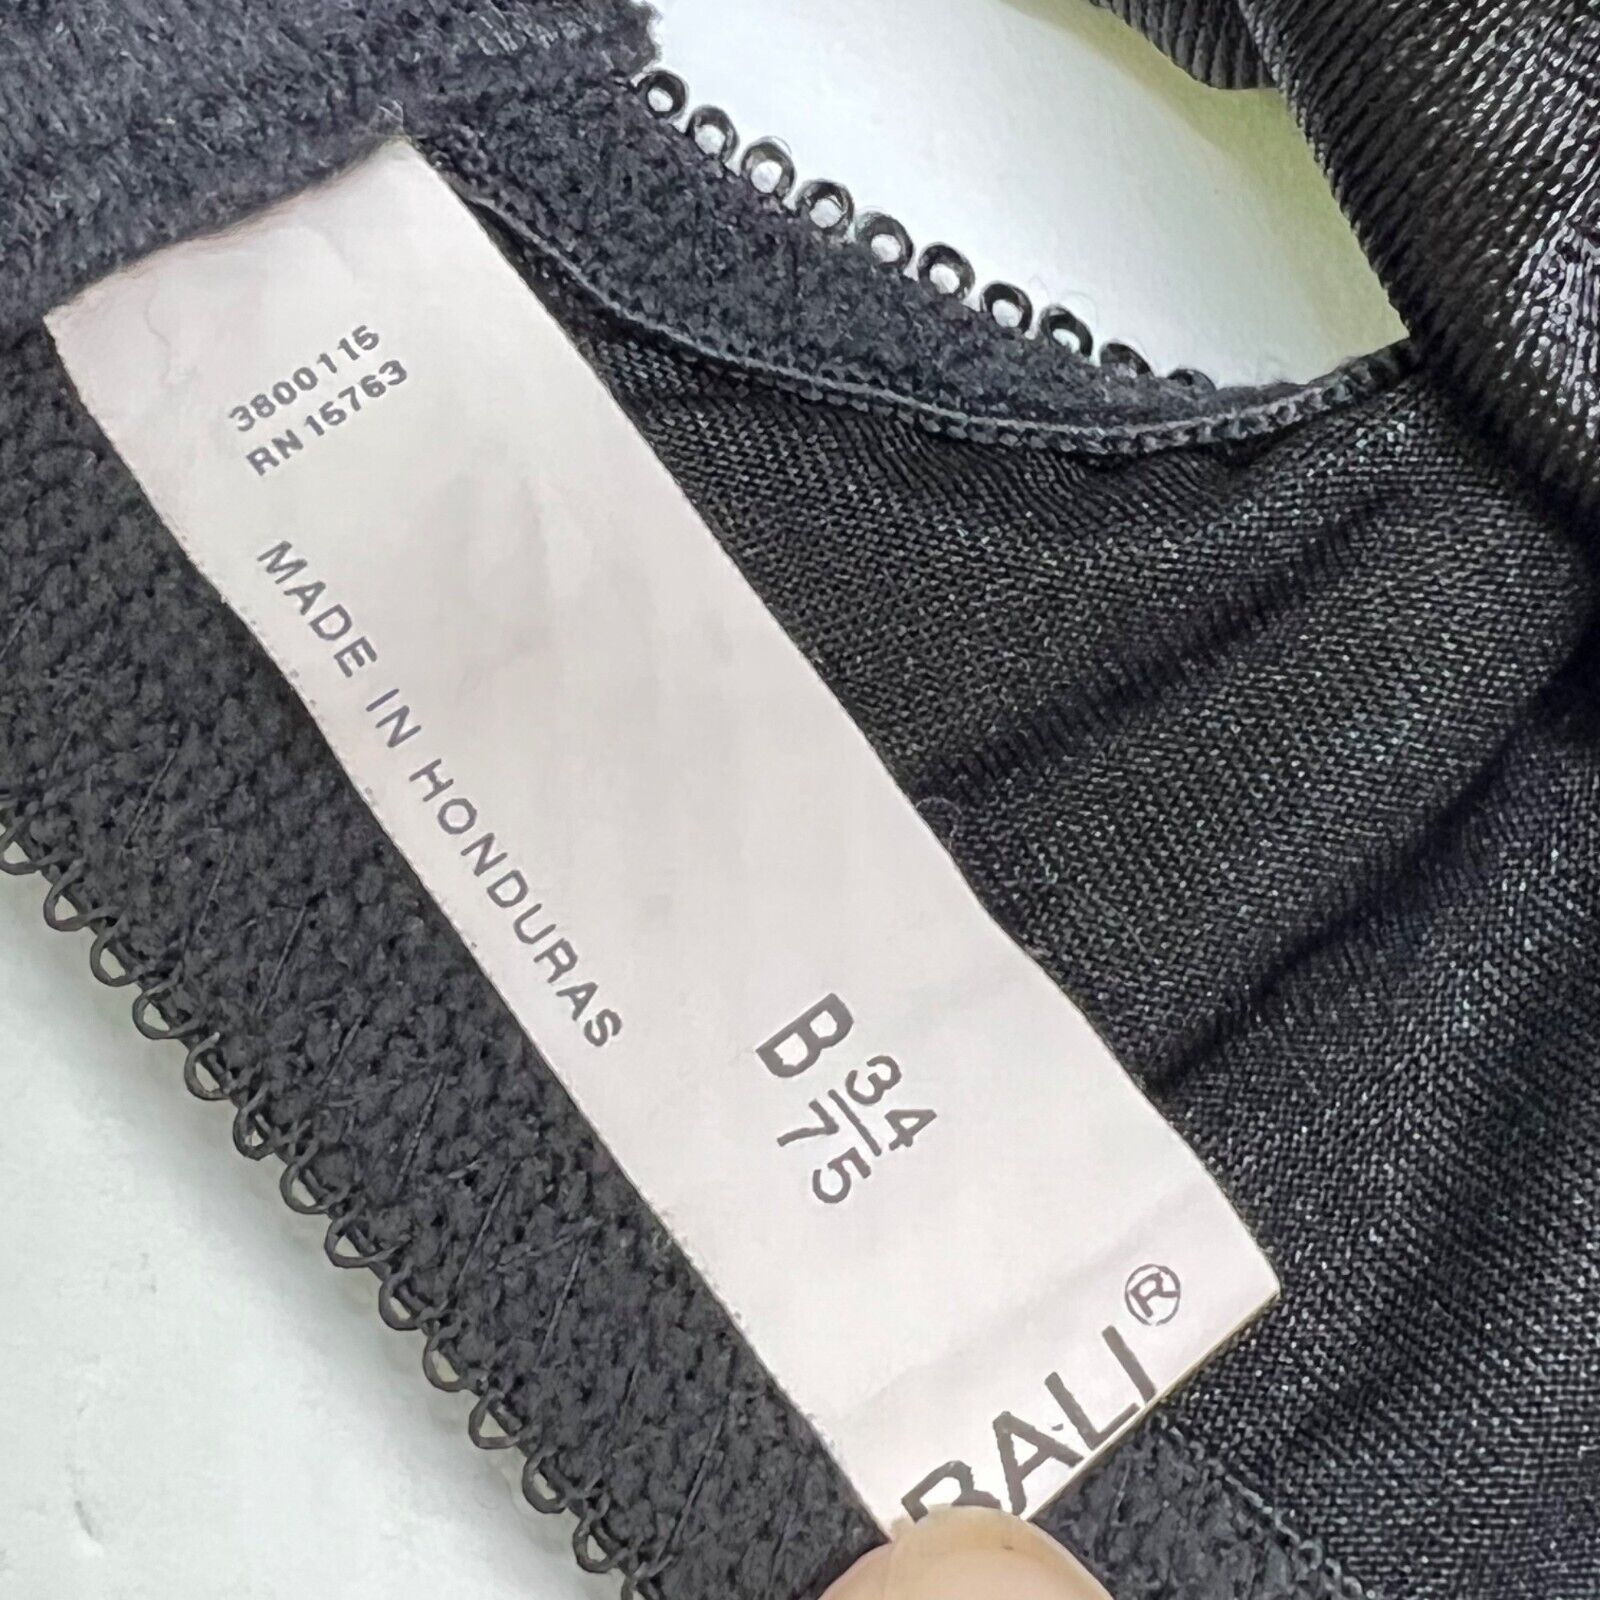 3800115
RN 15763
MADE IN HONDURAS
B 34
75
BALI®